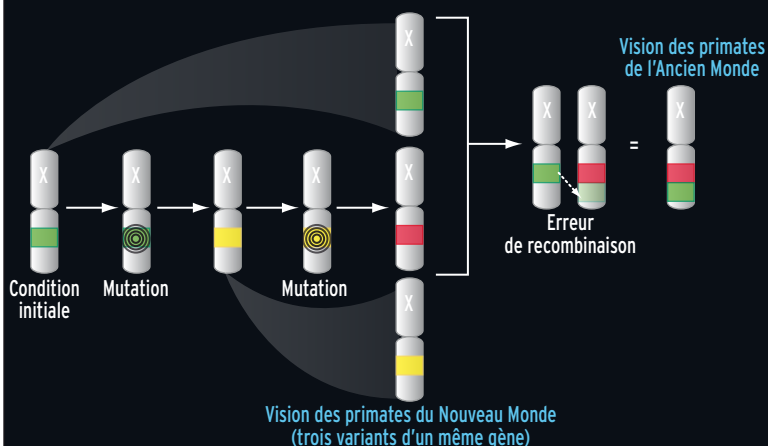 X
Vision des primates
de l'Ancien Monde
X
X
X
X
X
X
X
X
=
Erreur
de recombinaison
Condition
initiale
Mutation
Mutation
X
Vision des primates du Nouveau Monde
(trois variants d'un même gène)